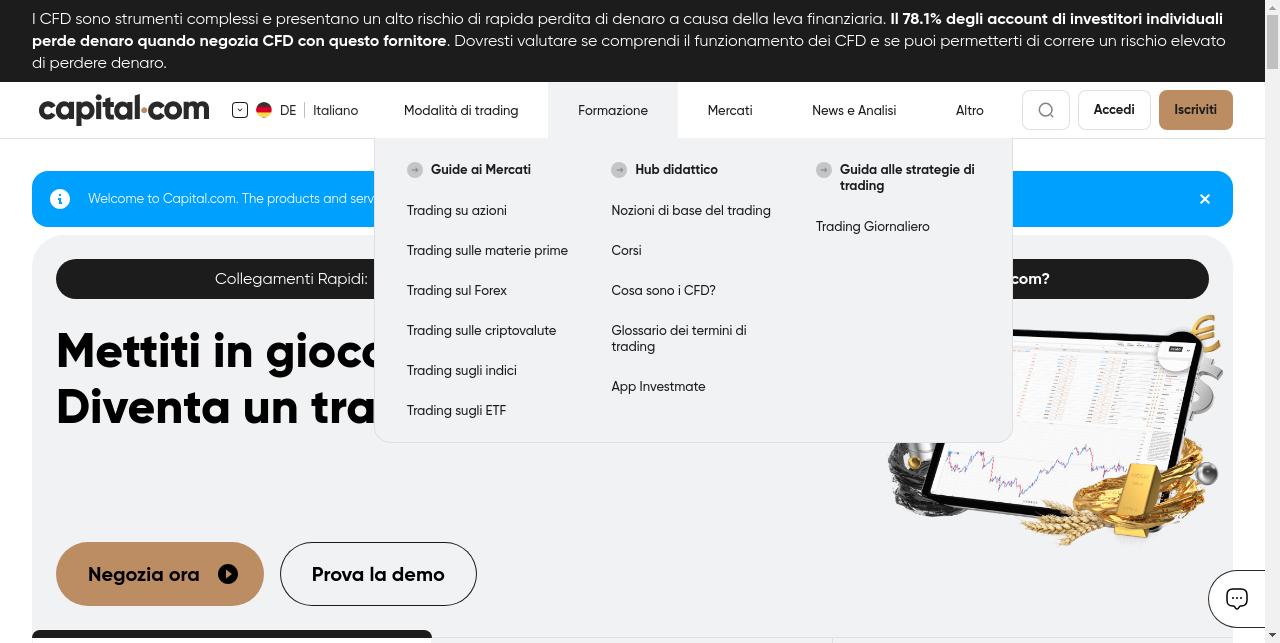 I CFD sono strumenti complessi e presentano un alto rischio di rapida perdita di denaro a causa della leva finanziaria. Il 78.1% degli account di investitori individuali
perde denaro quando negozia CFD con questo fornitore. Dovresti valutare se comprendi il funzionamento dei CFD e se puoi permetterti di correre un rischio elevato
di perdere denaro.
capital.com DE Italiano Modalità di trading Formazione Mercati News e Analisi Altro Accedi Iscriviti
Guide ai Mercati
Trading su azioni
Trading sulle materie prime
Trading sul Forex
Trading sulle criptovalute
Trading sugli indici
Trading sugli ETF
Hub didattico
Nozioni di base del trading
Corsi
Cosa sono i CFD?
Glossario dei termini di
trading
App Investmate
Guida alle strategie di
trading
Trading Giornaliero
Welcome to Capital.com. The products and serv
Collegamenti Rapidi: com?
Mettiti in gioco
Diventa un tra
Negozia ora Prova la demo